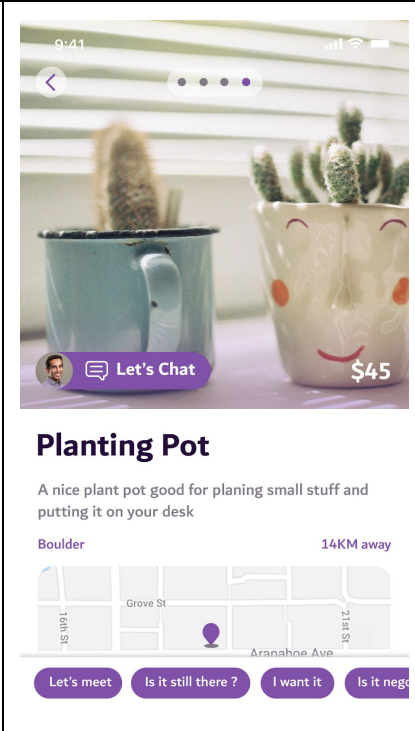 9:41
Let's Chat
$45
Planting Pot
A nice plant pot good for planing small stuff and
putting it on your desk
Boulder
14KM away
Grove St
16th St
21st St
Arapahoe Ave
Let's meet
Is it still there ?
I want it
Is it nego